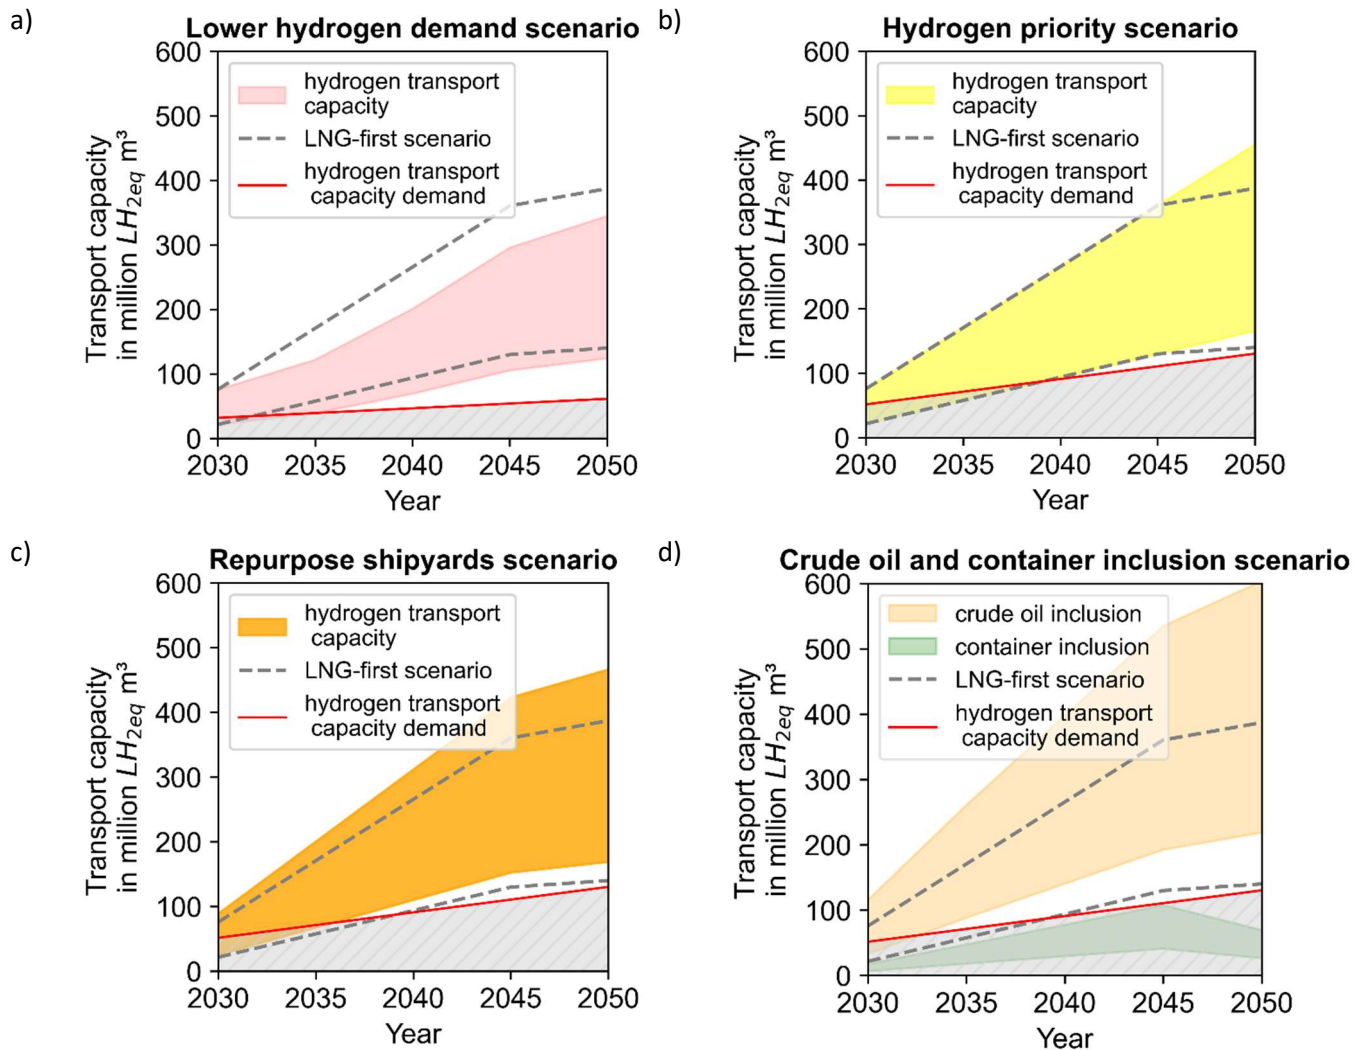 a)
Lower hydrogen demand scenario
600
500
400
300
200
100
0
Transport capacity
in million LH2eq m³
hydrogen transport
capacity
LNG-first scenario
hydrogen transport
capacity demand
2030 2035 2040 2045 2050
Year
b)
Hydrogen priority scenario
600
500
400
300
200
100
0
Transport capacity
in million LH2eq m³
hydrogen transport
capacity
LNG-first scenario
hydrogen transport
capacity demand
2030 2035 2040 2045 2050
Year
c)
Repurpose shipyards scenario
600
500
400
300
200
100
0
Transport capacity
in million LH2eq m³
hydrogen transport
capacity
LNG-first scenario
hydrogen transport
capacity demand
2030 2035 2040 2045 2050
Year
d)
Crude oil and container inclusion scenario
600
500
400
300
200
100
0
Transport capacity
in million LH2eq m³
crude oil inclusion
container inclusion
LNG-first scenario
hydrogen transport
capacity demand
2030 2035 2040 2045 2050
Year